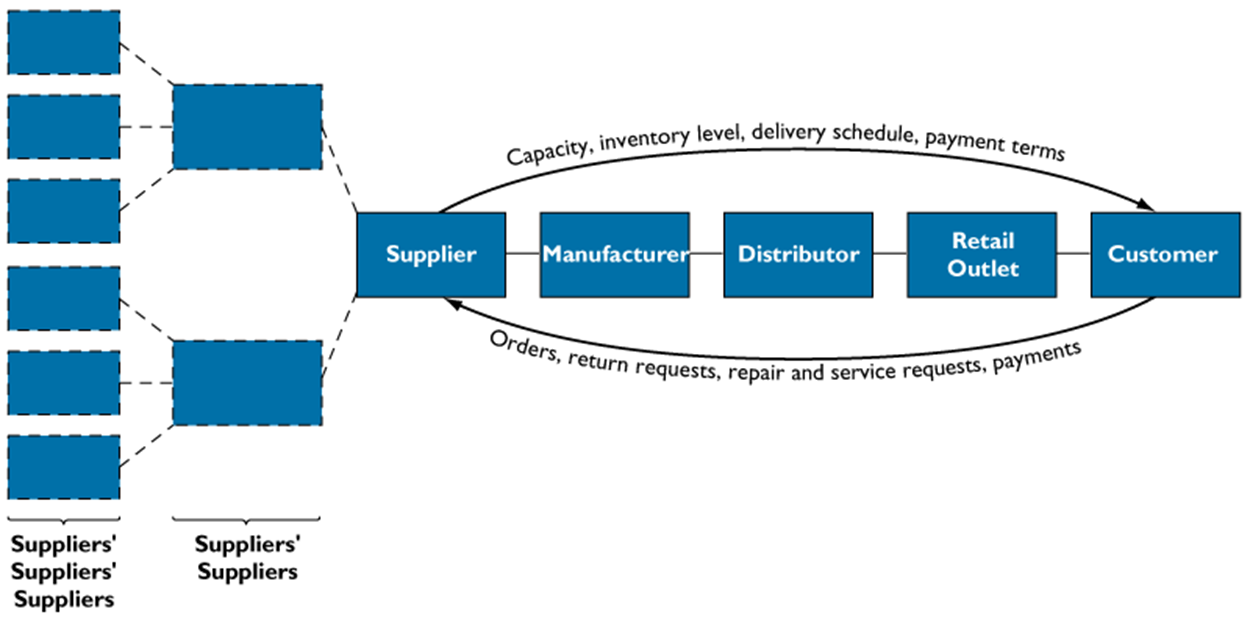 Capacity, inventory level, delivery schedule, payment terms
Supplier
Manufacturer
Distributor
Retail
Outlet
Customer
Orders, return requests, repair and service requests, payments
Suppliers'
Suppliers'
Suppliers
Suppliers'
Suppliers